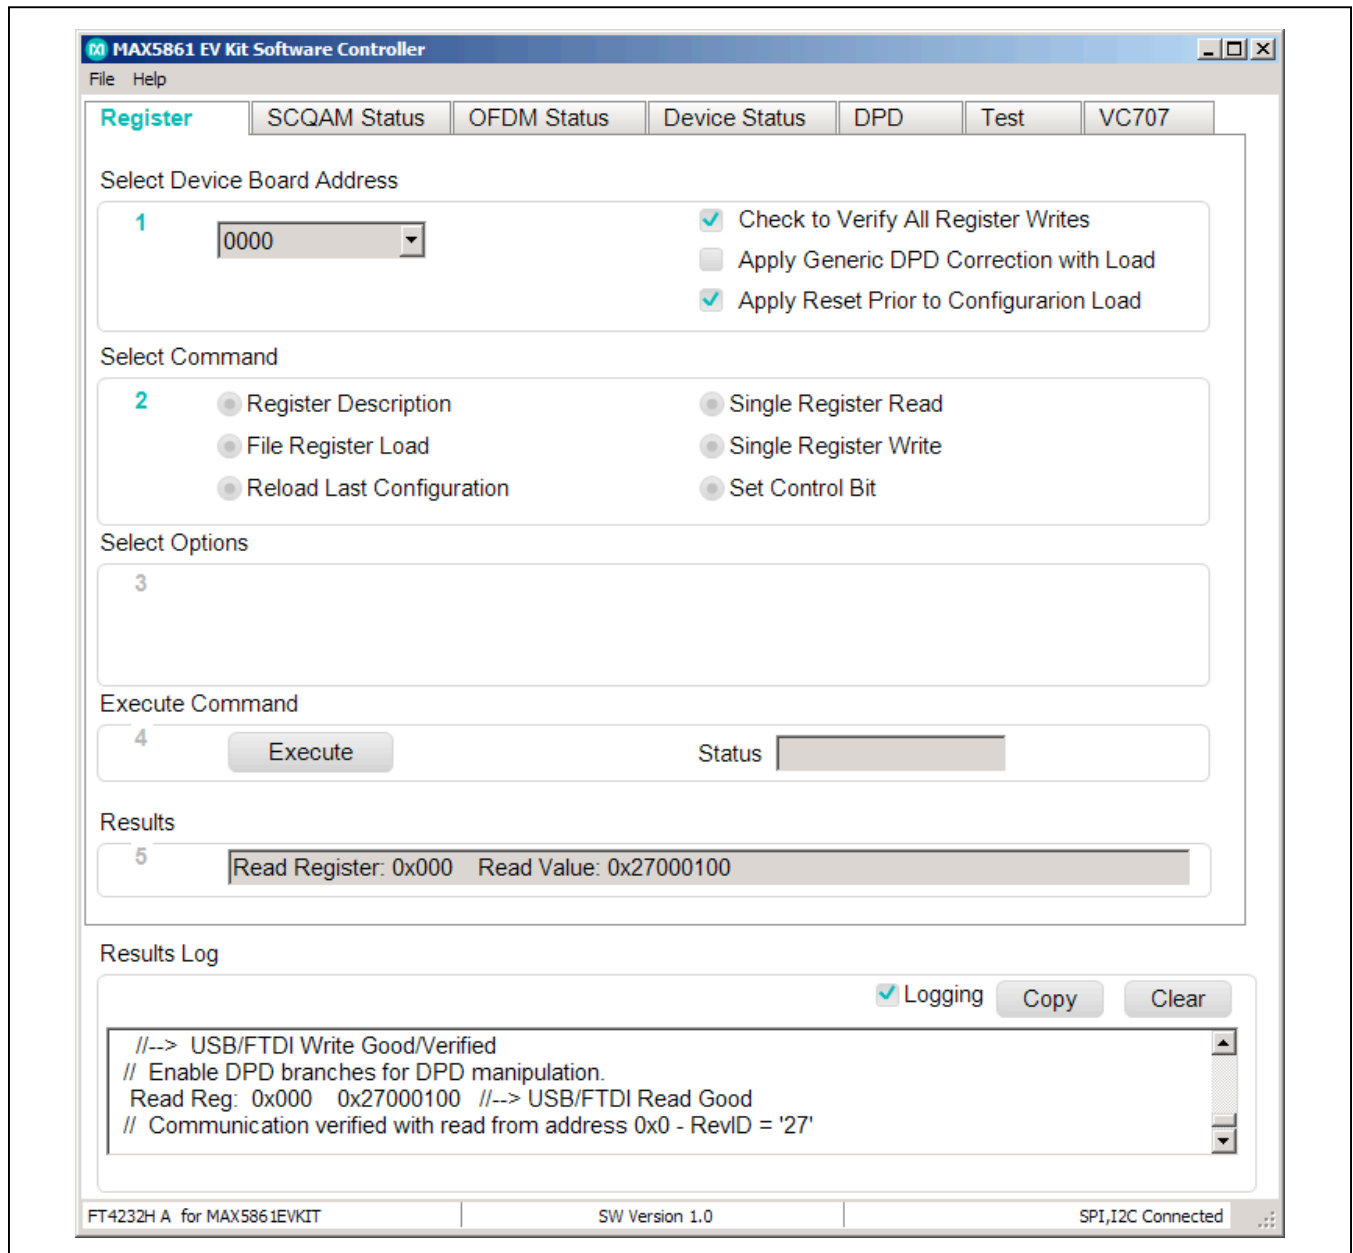 MAX5861 EV Kit Software Controller
File Help
Register SCQAM Status OFDM Status Device Status DPD Test VC707
Select Device Board Address
1
0000
Check to Verify All Register Writes
Apply Generic DPD Correction with Load
Apply Reset Prior to Configurarion Load
Select Command
2
Register Description Single Register Read
File Register Load Single Register Write
Reload Last Configuration Set Control Bit
Select Options
3
Execute Command
4
Execute Status
Results
5
Read Register: 0x000 Read Value: 0x27000100
Results Log
Logging Copy Clear
//--> USB/FTDI Write Good/Verified
// Enable DPD branches for DPD manipulation.
Read Reg: 0x000 0x27000100 //--> USB/FTDI Read Good
// Communication verified with read from address 0x0 - RevID = '27'
FT4232H A for MAX5861EVKIT SW Version 1.0 SPI,I2C Connected